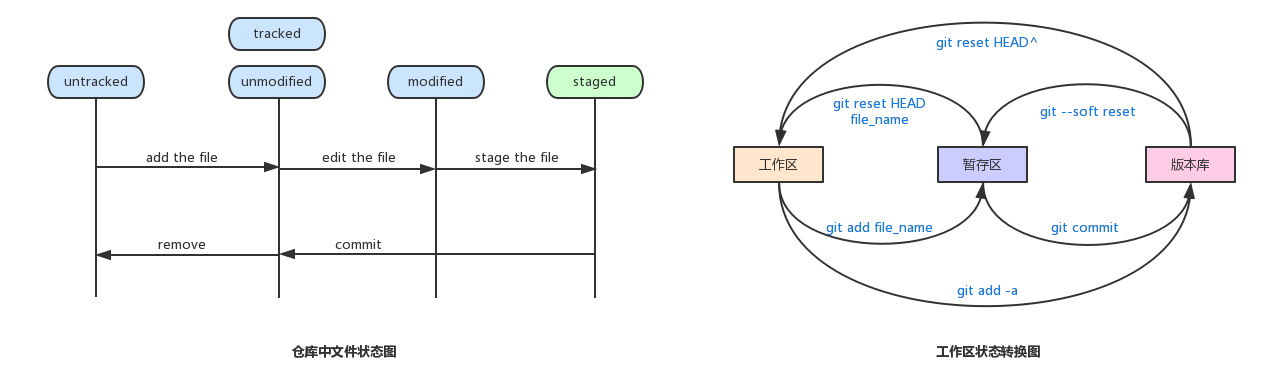 tracked
untracked
unmodified
modified
staged
add the file
edit the file
stage the file
remove
commit
仓库中文件状态图
git reset HEAD^
git reset HEAD
file_name
git --soft reset
工作区
暂存区
版本库
git add file_name
git commit
git add -a
工作区状态转换图